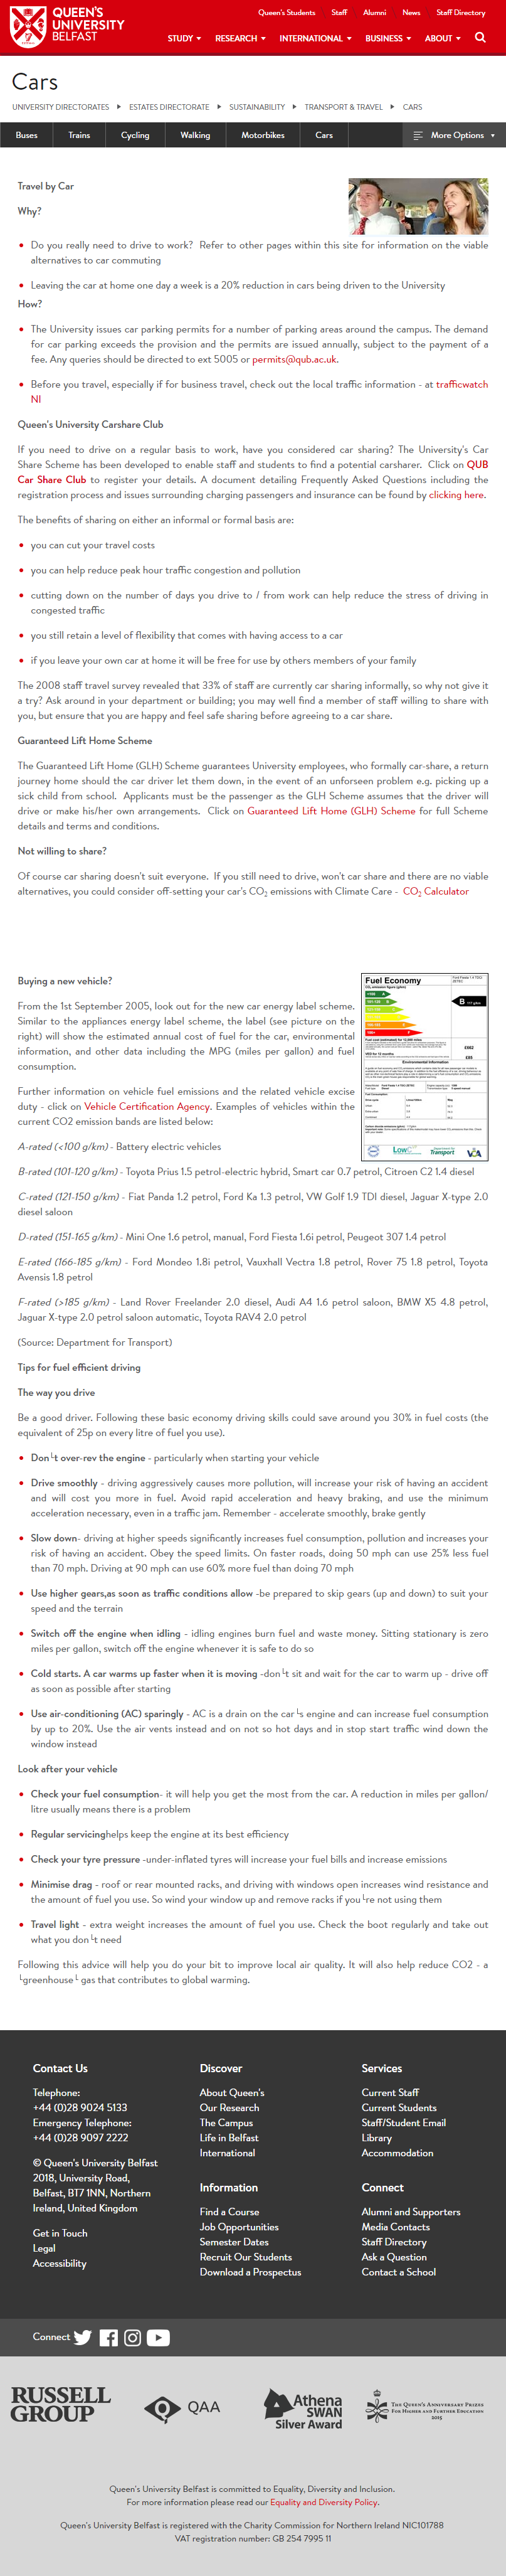 QUEEN'S
UNIVERSITY
BELFAST
Queen's Students Staff Alumni News Staff Directory
STUDY RESEARCH INTERNATIONAL BUSINESS ABOUT
Cars
UNIVERSITY DIRECTORATES ESTATES DIRECTORATE SUSTAINABILITY TRANSPORT & TRAVEL CARS
Buses Trains Cycling Walking Motorbikes Cars More Options
Travel by Car
Why?
Do you really need to drive to work? Refer to other pages within this site for information on the viable
alternatives to car commuting
Leaving the car at home one day a week is a 20% reduction in cars being driven to the University
How?
The University issues car parking permits for a number of parking areas around the campus. The demand
for car parking exceeds the provision and the permits are issued annually, subject to the payment of a
fee. Any queries should be directed to ext 5005 or permits@qub.ac.uk.
Before you travel, especially if for business travel, check out the local traffic information - at trafficwatch
NI
Queen's University Carshare Club
If you need to drive on a regular basis to work, have you considered car sharing? The University's Car
Share Scheme has been developed to enable staff and students to find a potential carsharer. Click on QUB
Car Share Club to register your details. A document detailing Frequently Asked Questions including the
registration process and issues surrounding charging passengers and insurance can be found by clicking here.
The benefits of sharing on either an informal or formal basis are:
you can cut your travel costs
you can help reduce peak hour traffic congestion and pollution
cutting down on the number of days you drive to / from work can help reduce the stress of driving in
congested traffic
you still retain a level of flexibility that comes with having access to a car
if you leave your own car at home it will be free for use by others members of your family
The 2008 staff travel survey revealed that 33% of staff are currently car sharing informally, so why not give it
a try? Ask around in your department or building; you may well find a member of staff willing to share with
you, but ensure that you are happy and feel safe sharing before agreeing to a car share.
Guaranteed Lift Home Scheme
The Guaranteed Lift Home (GLH) Scheme guarantees University employees, who formally car-share, a return
journey home should the car driver let them down, in the event of an unforseen problem e.g. picking up a
sick child from school. Applicants must be the passenger as the GLH Scheme assumes that the driver will
drive or make his/her own arrangements. Click on Guaranteed Lift Home (GLH) Scheme for full Scheme
details and terms and conditions.
Not willing to share?
Of course car sharing doesn't suit everyone. If you still need to drive, won't car share and there are no viable
alternatives, you could consider off-setting your car's CO2 emissions with Climate Care - CO2 Calculator
Buying a new vehicle?
From the 1st September 2005, look out for the new car energy label scheme.
Similar to the appliances energy label scheme, the label (see picture on the
right) will show the estimated annual cost of fuel for the car, environmental
information, and other data including the MPG (miles per gallon) and fuel
consumption.
Fuel Economy
Further information on vehicle fuel emissions and the related vehicle excise
duty - click on Vehicle Certification Agency. Examples of vehicles within the
current CO2 emission bands are listed below:
A-rated (<100 g/km) - Battery electric vehicles
B-rated (101-120 g/km) - Toyota Prius 1.5 petrol-electric hybrid, Smart car 0.7 petrol, Citroen C2 1.4 diesel
C-rated (121-150 g/km) - Fiat Panda 1.2 petrol, Ford Ka 1.3 petrol, VW Golf 1.9 TDI diesel, Jaguar X-type 2.0
diesel saloon
D-rated (151-165 g/km) - Mini One 1.6 petrol, manual, Ford Fiesta 1.6i petrol, Peugeot 307 1.4 petrol
E-rated (166-185 g/km) - Ford Mondeo 1.8i petrol, Vauxhall Vectra 1.8 petrol, Rover 75 1.8 petrol, Toyota
Avensis 1.8 petrol
F-rated (>185 g/km) - Land Rover Freelander 2.0 diesel, Audi A4 1.6 petrol saloon, BMW X5 4.8 petrol,
Jaguar X-type 2.0 petrol saloon automatic, Toyota RAV4 2.0 petrol
(Source: Department for Transport)
Tips for fuel efficient driving
The way you drive
Be a good driver. Following these basic economy driving skills could save around you 30% in fuel costs (the
equivalent of 25p on every litre of fuel you use).
Don└t over-rev the engine - particularly when starting your vehicle
Drive smoothly - driving aggressively causes more pollution, will increase your risk of having an accident
and will cost you more in fuel. Avoid rapid acceleration and heavy braking, and use the minimum
acceleration necessary, even in a traffic jam. Remember - accelerate smoothly, brake gently
Slow down- driving at higher speeds significantly increases fuel consumption, pollution and increases your
risk of having an accident. Obey the speed limits. On faster roads, doing 50 mph can use 25% less fuel
than 70 mph. Driving at 90 mph can use 60% more fuel than doing 70 mph
Use higher gears,as soon as traffic conditions allow -be prepared to skip gears (up and down) to suit your
speed and the terrain
Switch off the engine when idling - idling engines burn fuel and waste money. Sitting stationary is zero
miles per gallon, switch off the engine whenever it is safe to do so
Cold starts. A car warms up faster when it is moving -don└t sit and wait for the car to warm up - drive off
as soon as possible after starting
Use air-conditioning (AC) sparingly - AC is a drain on the car└s engine and can increase fuel consumption
by up to 20%. Use the air vents instead and on not so hot days and in stop start traffic wind down the
window instead
Look after your vehicle
Check your fuel consumption- it will help you get the most from the car. A reduction in miles per gallon/
litre usually means there is a problem
Regular servicinghelps keep the engine at its best efficiency
Check your tyre pressure -under-inflated tyres will increase your fuel bills and increase emissions
Minimise drag - roof or rear mounted racks, and driving with windows open increases wind resistance and
the amount of fuel you use. So wind your window up and remove racks if you└re not using them
Travel light - extra weight increases the amount of fuel you use. Check the boot regularly and take out
what you don└t need
Following this advice will help you do your bit to improve local air quality. It will also help reduce CO2 - a
└greenhouse└ gas that contributes to global warming.
Contact Us
Telephone:
+44 (0)28 9024 5133
Emergency Telephone:
+44 (0)28 9097 2222
© Queen's University Belfast
2018, University Road,
Belfast, BT7 1NN, Northern
Ireland, United Kingdom
Get in Touch
Legal
Accessibility
Discover
About Queen's
Our Research
The Campus
Life in Belfast
International
Information
Find a Course
Job Opportunities
Semester Dates
Recruit Our Students
Download a Prospectus
Services
Current Staff
Current Students
Staff/Student Email
Library
Accommodation
Connect
Alumni and Supporters
Media Contacts
Staff Directory
Ask a Question
Contact a School
Connect
RUSSELL
GROUP
QAA
Athena
SWAN
Silver Award
THE QUEEN'S ANNIVERSARY PRIZES
FOR HIGHER AND FURTHER EDUCATION
2015
Queen's University Belfast is committed to Equality, Diversity and Inclusion.
For more information please read our Equality and Diversity Policy.
Queen's University Belfast is registered with the Charity Commission for Northern Ireland NIC101788
VAT registration number: GB 254 7995 11